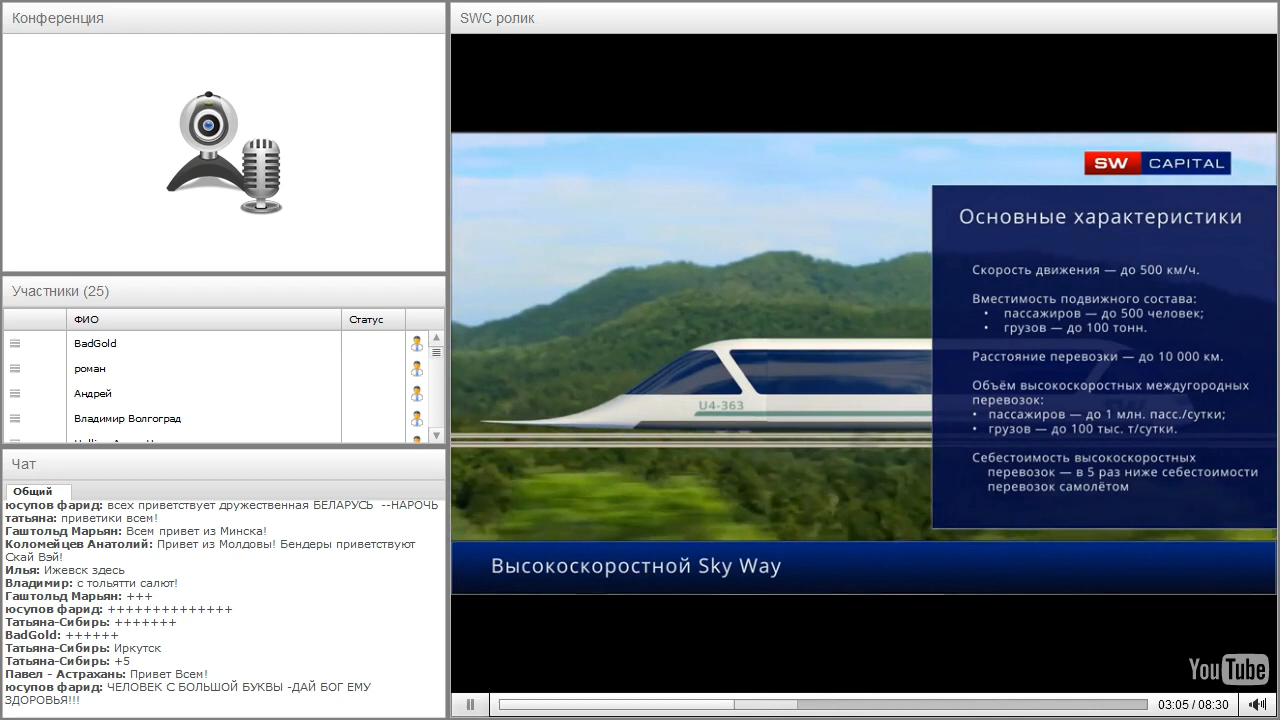 Конференция
Участники (25)
ФИО
Статус
BadGold
роман
Андрей
Владимир Волгоград
Чат
Общий
юсупов фарид: всех приветствует дружественная БЕЛАРУСЬ --НАРОЧЬ
татьяна: приветики всем!
Гаштольд Марьян: Всем привет из Минска!
Коломейцев Анатолий: Привет из Молдовы! Бендеры приветствуют
Скай Вэй!
Илья: Ижевск здесь
Владимир: с тольятти салют!
Гаштольд Марьян: +++
юсупов фарид: ++++++++++++++
Татьяна-Сибирь: +++++++
BadGold: ++++++
Татьяна-Сибирь: Иркутск
Татьяна-Сибирь: +5
Павел - Астрахань: Привет Всем!
юсупов фарид: ЧЕЛОВЕК С БОЛЬШОЙ БУКВЫ -ДАЙ БОГ ЕМУ
ЗДОРОВЬЯ!!!
SWC ролик
SW CAPITAL
Основные характеристики
Скорость движения — до 500 км/ч.
Вместимость подвижного состава:
• пассажиров — до 500 человек;
• грузов — до 100 тонн.
Расстояние перевозки — до 10 000 км.
Объём высокоскоростных междугородных
перевозок:
• пассажиров — до 1 млн. пасс./сутки;
• грузов — до 100 тыс. т/сутки.
Себестоимость высокоскоростных
перевозок — в 5 раз ниже себестоимости
перевозок самолётом
U4-363
Высокоскоростной Sky Way
YouTube
03:05 / 08:30